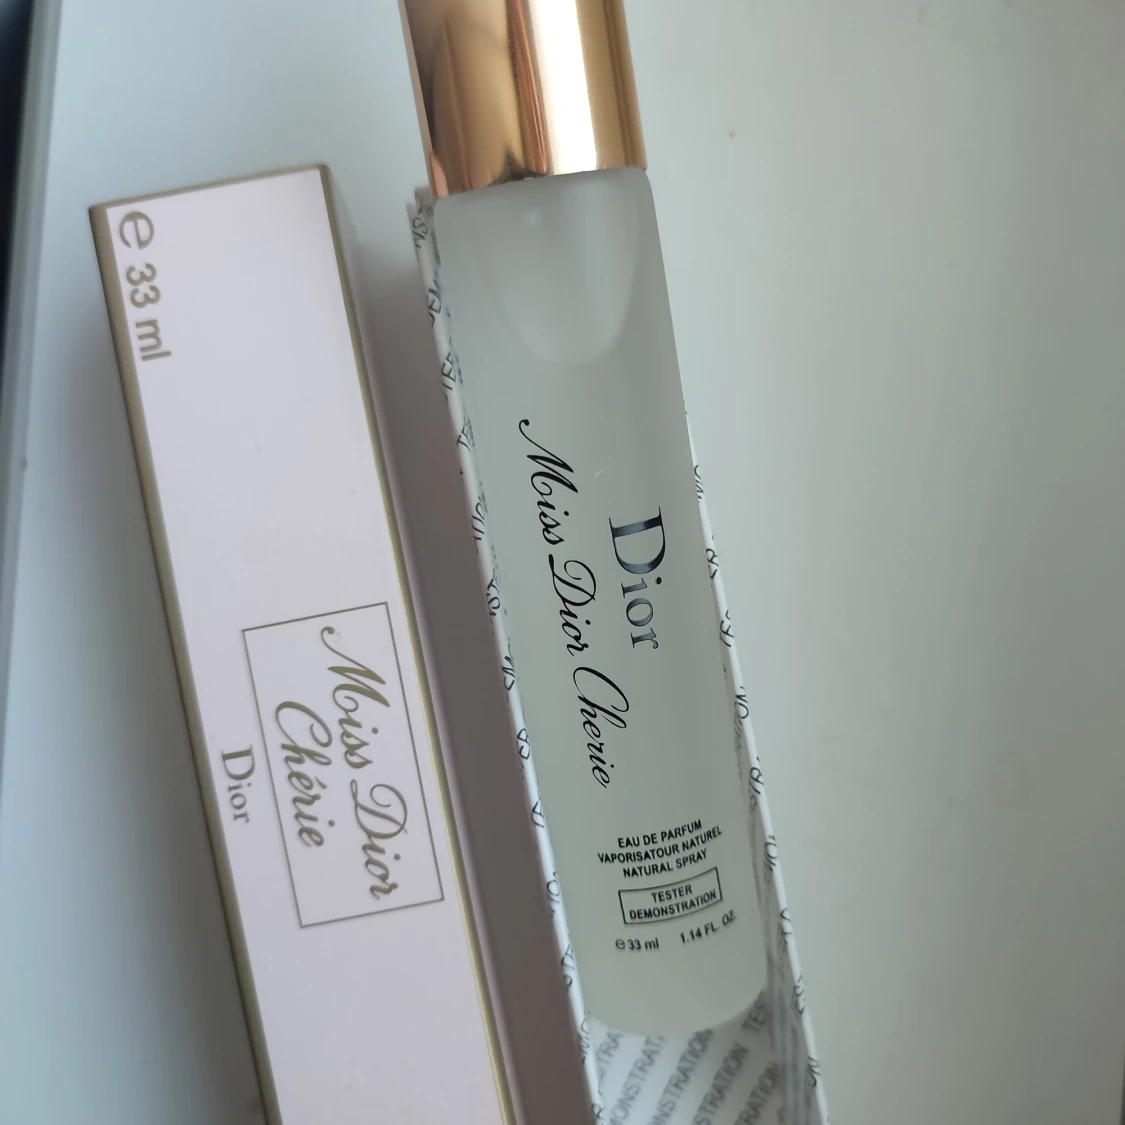 e 33 ml
Miss Dior
Chérie
Dior
Dior
Miss Dior Cherie
EAU DE PARFUM
VAPORISATOUR NATUREL
NATURAL SPRAY
TESTER
DEMONSTRATION
e 33 ml 1.14 FL. OZ